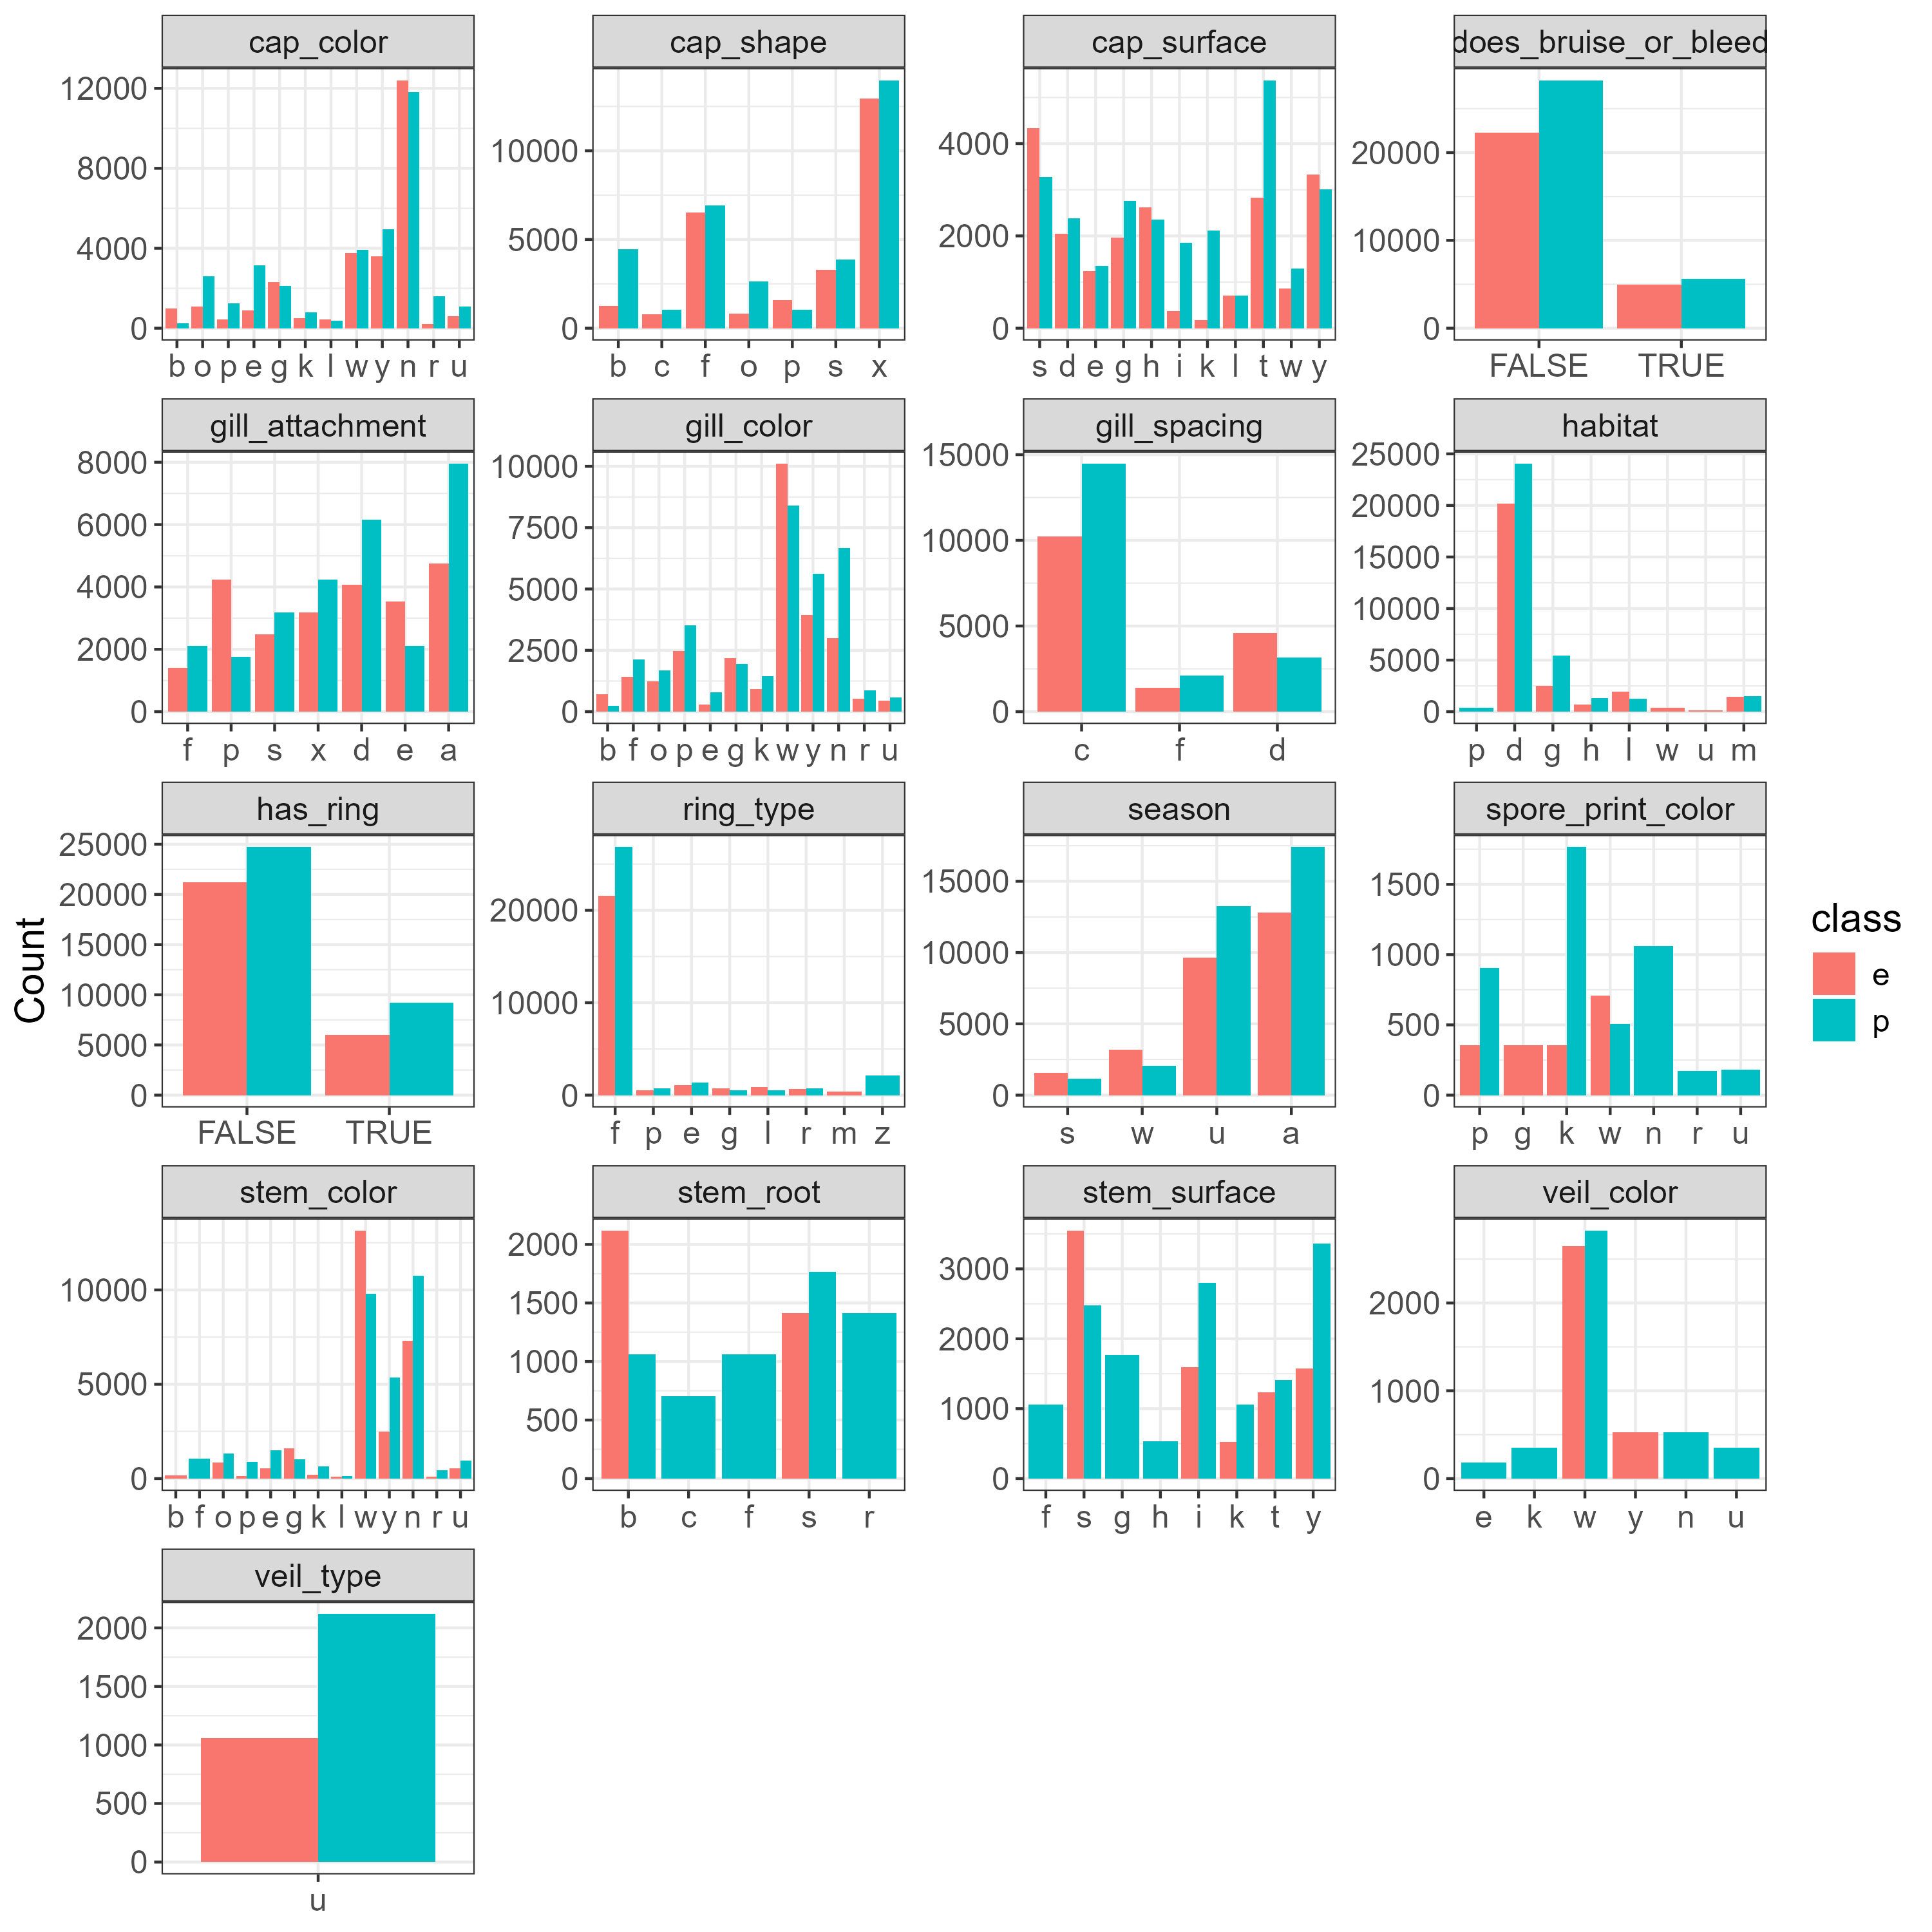 cap_color
12000
8000
4000
0
b o p e g k l w y n r u
cap_shape
10000
5000
0
b c f o p s x
cap_surface
4000
2000
0
s d e g h i k l t w y
does_bruise_or_bleed
20000
10000
0
FALSE TRUE
gill_attachment
8000
6000
4000
2000
0
f p s x d e a
gill_color
10000
7500
5000
2500
0
b f o p e g k w y n r u
gill_spacing
15000
10000
5000
0
c f d
habitat
25000
20000
15000
10000
5000
0
p d g h l w u m
has_ring
25000
20000
15000
10000
5000
0
FALSE TRUE
ring_type
20000
10000
0
f p e g l r m z
season
15000
10000
5000
0
s w u a
spore_print_color
1500
1000
500
0
p g k w n r u
stem_color
10000
5000
0
b f o p e g k l w y n r u
stem_root
2000
1500
1000
500
0
b c f s r
stem_surface
3000
2000
1000
0
f s g h i k t y
veil_color
2000
1000
0
e k w y n u
veil_type
2000
1500
1000
500
0
u
Count
class
e
p